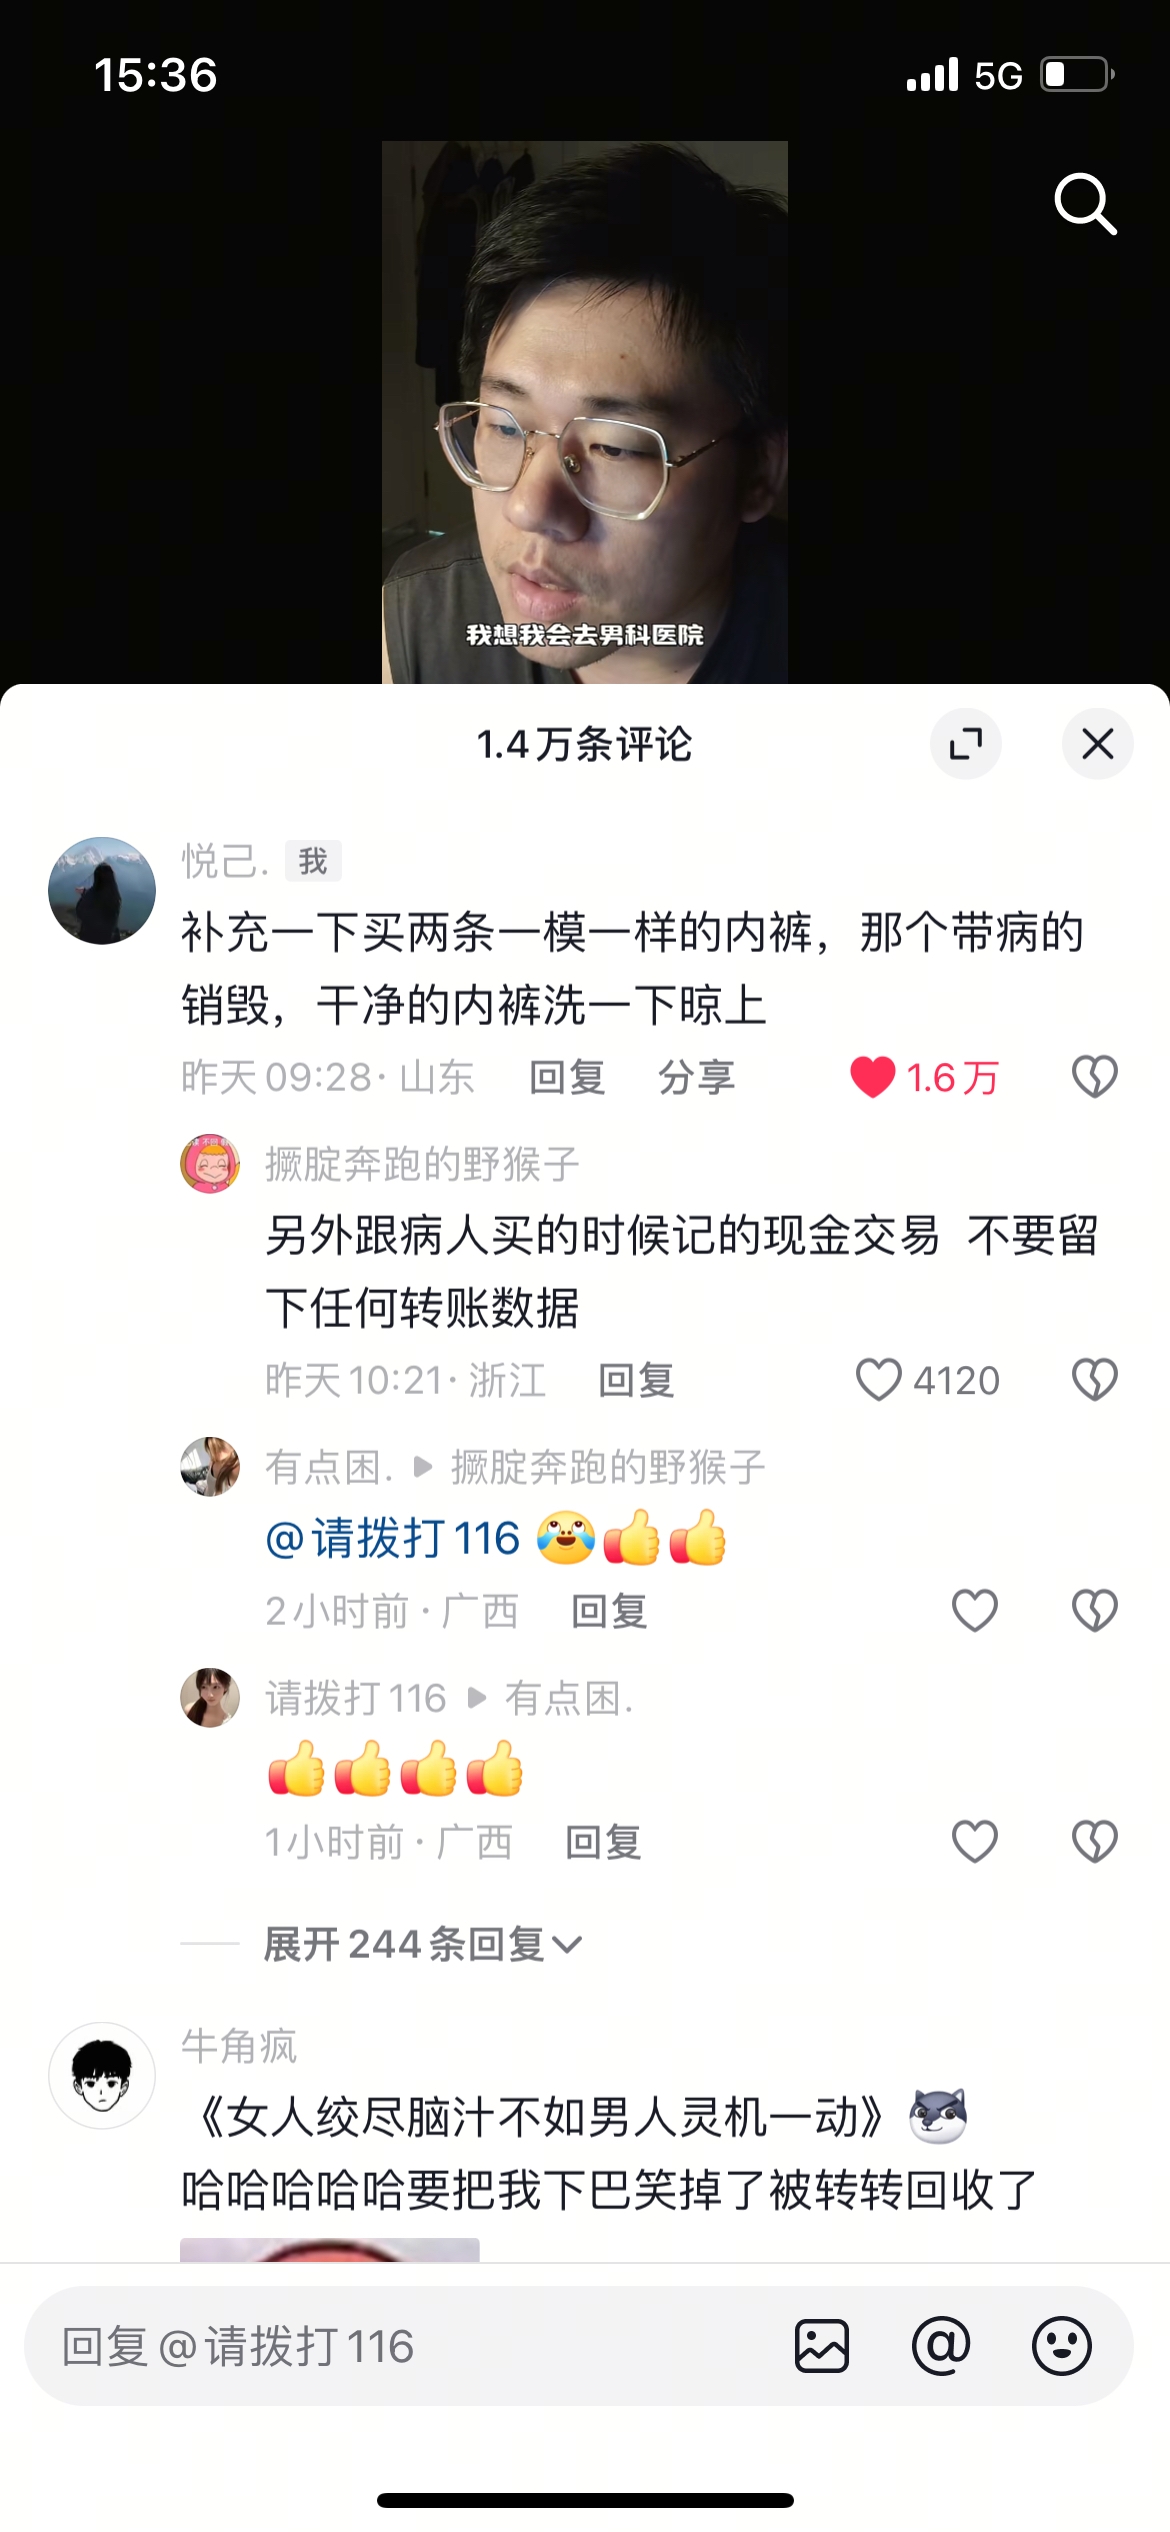 15:36
5G
我想我会去男科医院
1.4万条评论
悦己. 我
补充一下买两条一模一样的内裤，那个带病的
销毁，干净的内裤洗一下晾上
昨天09:28·山东 回复 分享 1.6万
撅腚奔跑的野猴子
另外跟病人买的时候记的现金交易 不要留
下任何转账数据
昨天10:21·浙江 回复 4120
有点困. ▶ 撅腚奔跑的野猴子
@请拨打116 😂👍👍
2小时前·广西 回复
请拨打116 ▶ 有点困.
👍👍👍👍
1小时前·广西 回复
展开244条回复
牛角疯
《女人绞尽脑汁不如男人灵机一动》
哈哈哈哈哈要把我下巴笑掉了被转转回收了
回复@请拨打116